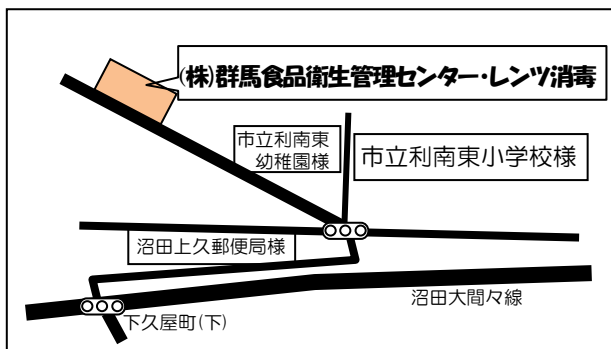 (株)群馬食品衛生管理センター・レンツ消毒
市立利南東
幼稚園様
市立利南東小学校様
沼田上久郵便局様
沼田大間々線
下久屋町(下)